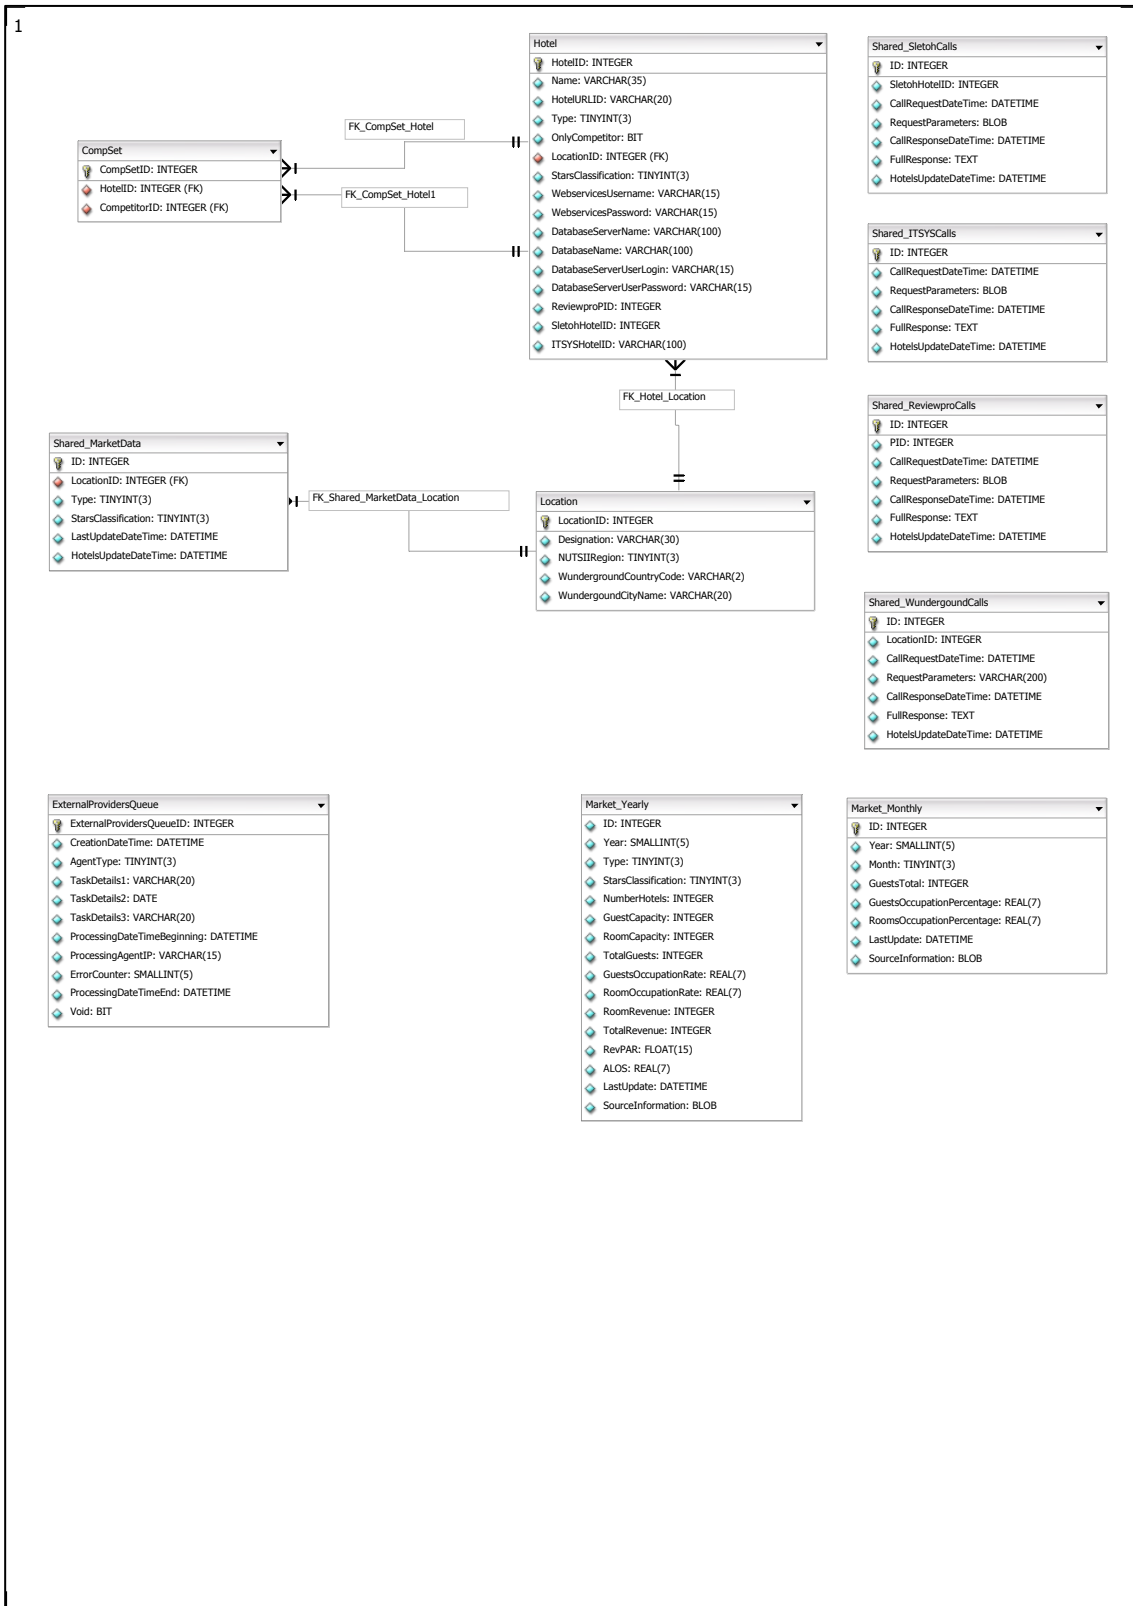 1
Hotel
HotelID: INTEGER
Name: VARCHAR(35)
HotelURLID: VARCHAR(20)
Type: TINYINT(3)
OnlyCompetitor: BIT
LocationID: INTEGER (FK)
StarsClassification: TINYINT(3)
WebservicesUsername: VARCHAR(15)
WebservicesPassword: VARCHAR(15)
DatabaseServerName: VARCHAR(100)
DatabaseName: VARCHAR(100)
DatabaseServerUserLogin: VARCHAR(15)
DatabaseServerUserPassword: VARCHAR(15)
ReviewproPID: INTEGER
SletohHotelID: INTEGER
ITSYSHotelID: VARCHAR(100)
Shared_SletohCalls
ID: INTEGER
SletohHotelID: INTEGER
CallRequestDateTime: DATETIME
RequestParameters: BLOB
CallResponseDateTime: DATETIME
FullResponse: TEXT
HotelsUpdateDateTime: DATETIME
FK_CompSet_Hotel
CompSet
CompSetID: INTEGER
HotelID: INTEGER (FK)
CompetitorID: INTEGER (FK)
FK_CompSet_Hotel1
Shared_ITSYSCalls
ID: INTEGER
CallRequestDateTime: DATETIME
RequestParameters: BLOB
CallResponseDateTime: DATETIME
FullResponse: TEXT
HotelsUpdateDateTime: DATETIME
FK_Hotel_Location
Shared_ReviewproCalls
ID: INTEGER
PID: INTEGER
CallRequestDateTime: DATETIME
RequestParameters: BLOB
CallResponseDateTime: DATETIME
FullResponse: TEXT
HotelsUpdateDateTime: DATETIME
Shared_MarketData
ID: INTEGER
LocationID: INTEGER (FK)
Type: TINYINT(3)
StarsClassification: TINYINT(3)
LastUpdateDateTime: DATETIME
HotelsUpdateDateTime: DATETIME
FK_Shared_MarketData_Location
Location
LocationID: INTEGER
Designation: VARCHAR(30)
NUTSIIRegion: TINYINT(3)
WundergroundCountryCode: VARCHAR(2)
WundergoundCityName: VARCHAR(20)
Shared_WundergoundCalls
ID: INTEGER
LocationID: INTEGER
CallRequestDateTime: DATETIME
RequestParameters: VARCHAR(200)
CallResponseDateTime: DATETIME
FullResponse: TEXT
HotelsUpdateDateTime: DATETIME
ExternalProvidersQueue
ExternalProvidersQueueID: INTEGER
CreationDateTime: DATETIME
AgentType: TINYINT(3)
TaskDetails1: VARCHAR(20)
TaskDetails2: DATE
TaskDetails3: VARCHAR(20)
ProcessingDateTimeBeginning: DATETIME
ProcessingAgentIP: VARCHAR(15)
ErrorCounter: SMALLINT(5)
ProcessingDateTimeEnd: DATETIME
Void: BIT
Market_Yearly
ID: INTEGER
Year: SMALLINT(5)
Type: TINYINT(3)
StarsClassification: TINYINT(3)
NumberHotels: INTEGER
GuestCapacity: INTEGER
RoomCapacity: INTEGER
TotalGuests: INTEGER
GuestsOccupationRate: REAL(7)
RoomOccupationRate: REAL(7)
RoomRevenue: INTEGER
TotalRevenue: INTEGER
RevPAR: FLOAT(15)
ALOS: REAL(7)
LastUpdate: DATETIME
SourceInformation: BLOB
Market_Monthly
ID: INTEGER
Year: SMALLINT(5)
Month: TINYINT(3)
GuestsTotal: INTEGER
GuestsOccupationPercentage: REAL(7)
RoomsOccupationPercentage: REAL(7)
LastUpdate: DATETIME
SourceInformation: BLOB